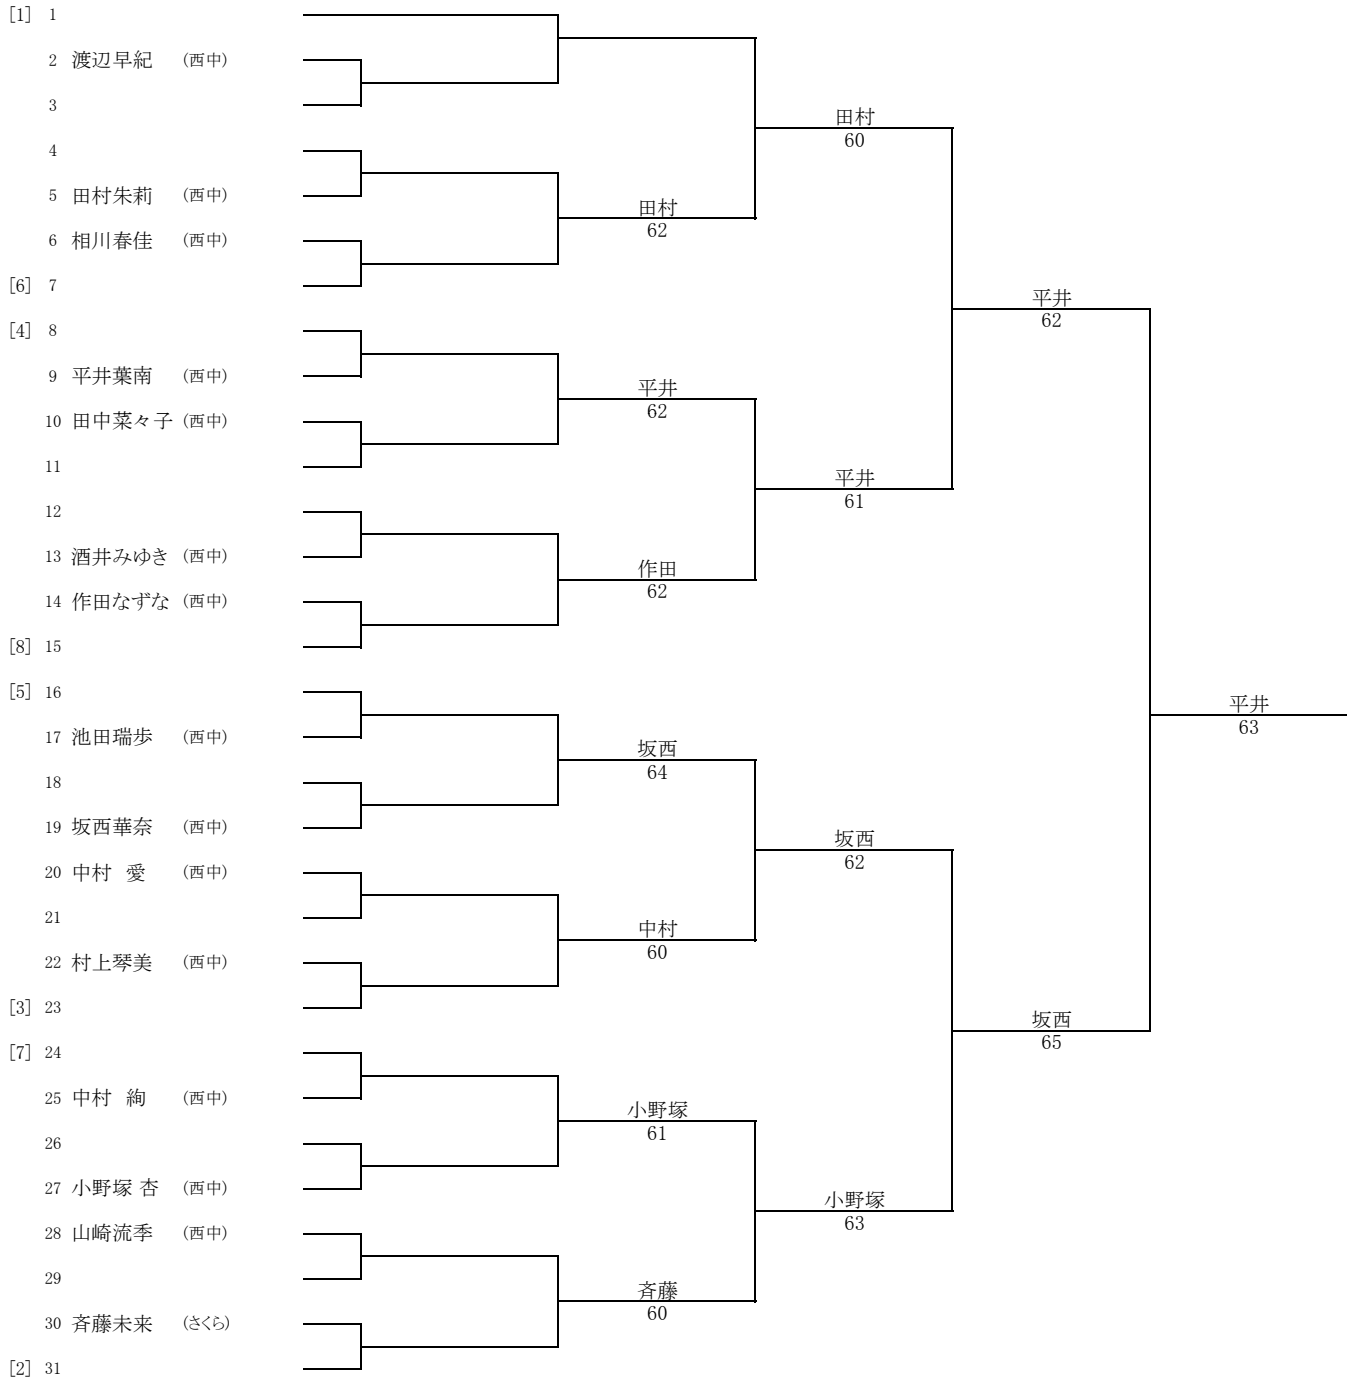 [1] 1
2 渡辺早紀 (西中)
3
田村
60
4
5 田村朱莉 (西中)
田村
62
6 相川春佳 (西中)
[6] 7
平井
62
[4] 8
9 平井葉南 (西中)
平井
62
10 田中菜々子 (西中)
11
平井
61
12
13 酒井みゆき (西中)
作田
62
14 作田なずな (西中)
[8] 15
[5] 16
平井
63
17 池田瑞歩 (西中)
坂西
64
18
19 坂西華奈 (西中)
坂西
62
20 中村 愛 (西中)
21
中村
60
22 村上琴美 (西中)
[3] 23
坂西
65
[7] 24
25 中村 絢 (西中)
小野塚
61
26
27 小野塚 杏 (西中)
小野塚
63
28 山崎流季 (西中)
29
斉藤
60
30 斉藤未来 (さくら)
[2] 31